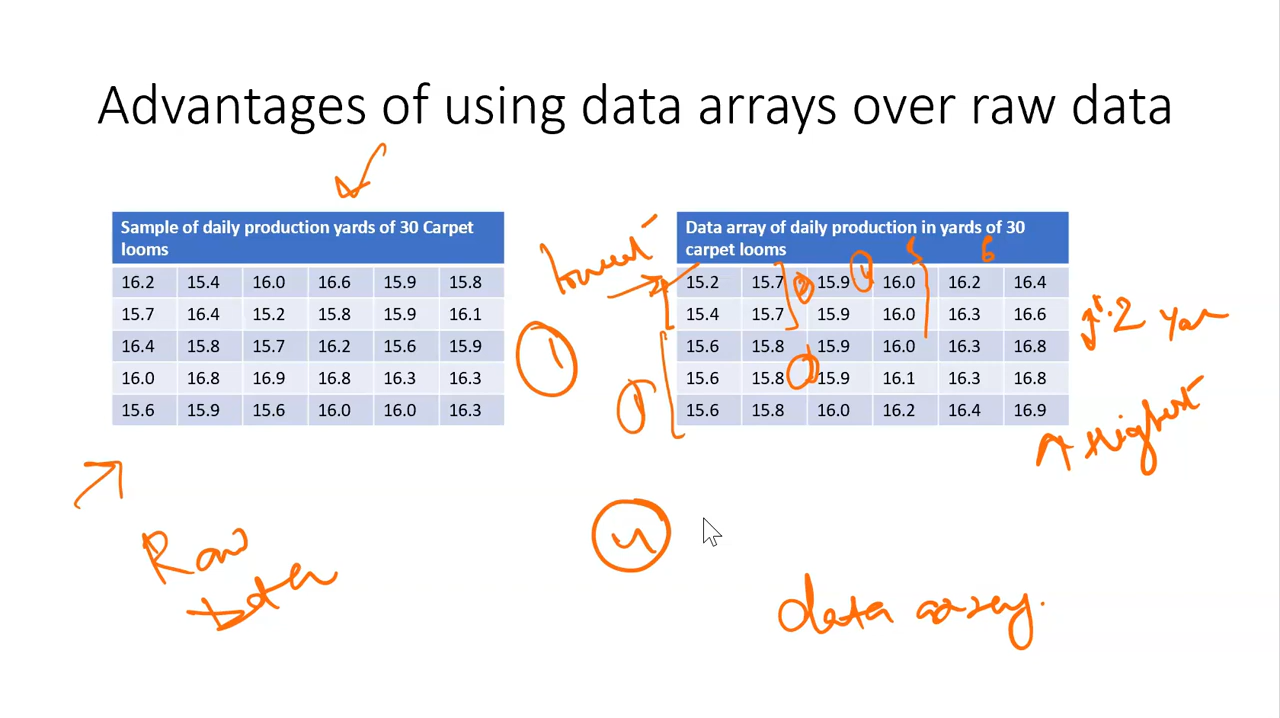 Advantages of using data arrays over raw data
Sample of daily production yards of 30 Carpet
looms
16.2 15.4 16.0 16.6 15.9 15.8
15.7 16.4 15.2 15.8 15.9 16.1
16.4 15.8 15.7 16.2 15.6 15.9
16.0 16.8 16.9 16.8 16.3 16.3
15.6 15.9 15.6 16.0 16.0 16.3
Raw
Data
lowest
1
Data array of daily production in yards of 30
carpet looms
5 6
15.2 15.7 15.9 16.0 16.2 16.4
15.4 15.7 15.9 16.0 16.3 16.6
15.6 15.8 15.9 16.0 16.3 16.8
15.6 15.8 15.9 16.1 16.3 16.8
15.6 15.8 16.0 16.2 16.4 16.9
Highest
4
data array.